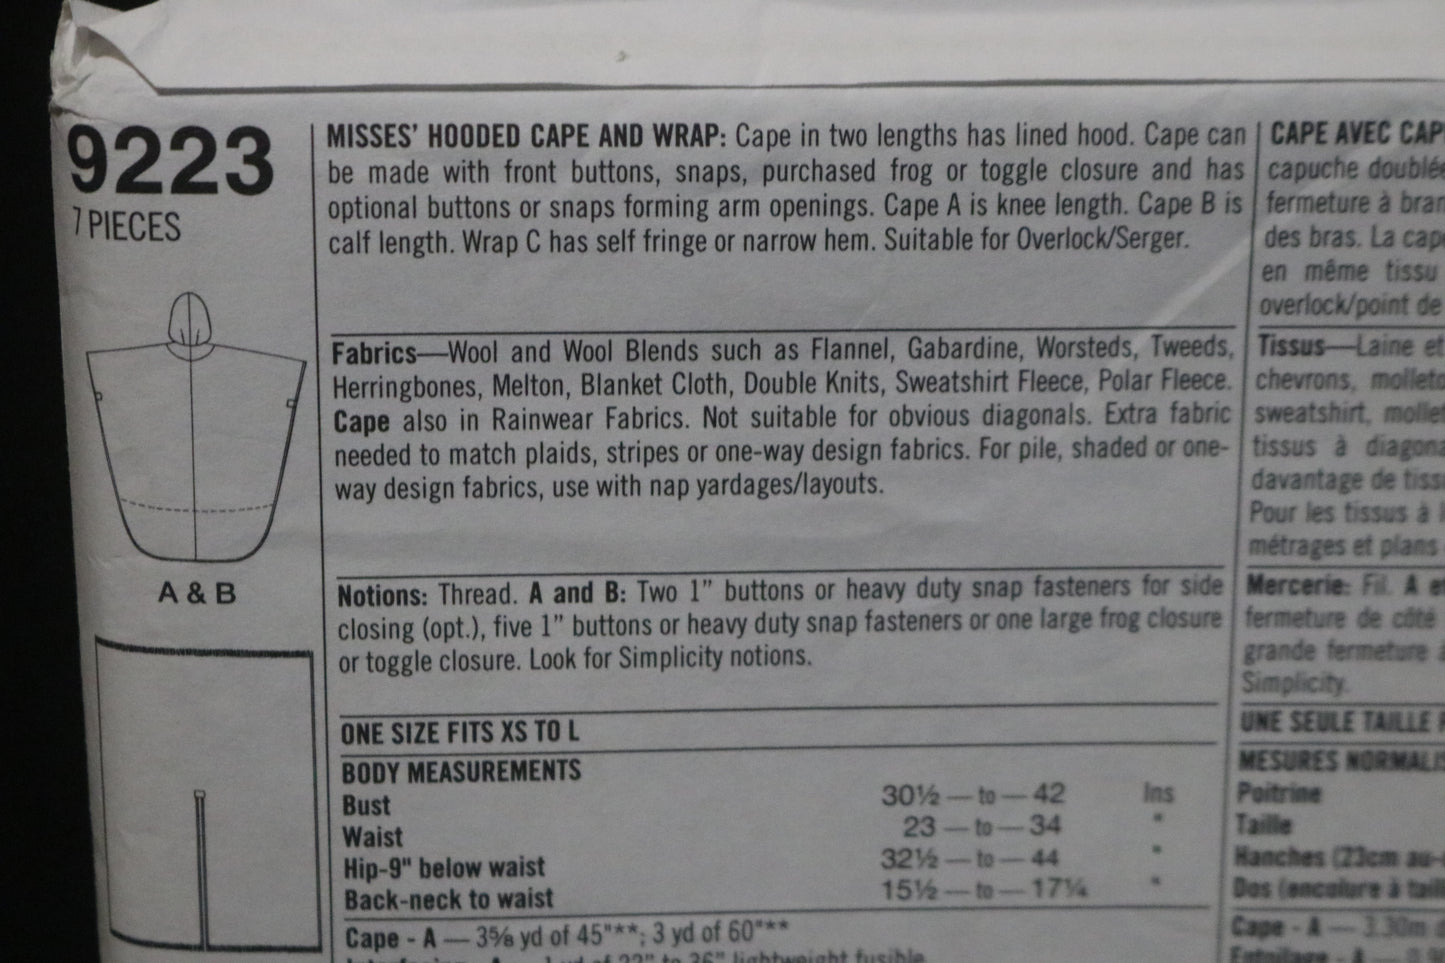 9223
7 PIECES
A & B
MISSES' HOODED CAPE AND WRAP: Cape in two lengths has lined hood. Cape can
be made with front buttons, snaps, purchased frog or toggle closure and has
optional buttons or snaps forming arm openings. Cape A is knee length. Cape B is
calf length. Wrap C has self fringe or narrow hem. Suitable for Overlock/Serger.
Fabrics—Wool and Wool Blends such as Flannel, Gabardine, Worsteds, Tweeds,
Herringbones, Melton, Blanket Cloth, Double Knits, Sweatshirt Fleece, Polar Fleece.
Cape also in Rainwear Fabrics. Not suitable for obvious diagonals. Extra fabric
needed to match plaids, stripes or one-way design fabrics. For pile, shaded or one-
way design fabrics, use with nap yardages/layouts.
Notions: Thread. A and B: Two 1" buttons or heavy duty snap fasteners for side
closing (opt.), five 1" buttons or heavy duty snap fasteners or one large frog closure
or toggle closure. Look for Simplicity notions.
ONE SIZE FITS XS TO L
BODY MEASUREMENTS
Bust 30½ — to — 42 Ins
Waist 23 — to — 34 "
Hip-9" below waist 32½ — to — 44 "
Back-neck to waist 15½ — to — 17¼ "
Cape - A — 3⅝ yd of 45"**; 3 yd of 60"**
lightweight fusible
CAPE AVEC
capuche
fermeture à
des bras. La
en même tissu
overlock/point de
Tissus—Laine et
chevrons,
sweatshirt,
tissus à
davantage de
Pour les tissus à
métrages et plans
Mercerie: Fil. A
fermeture de côté
grande fermeture
Simplicity.
UNE SEULE TAILLE
MESURES
Poitrine
Taille
Hanches (23cm
Dos (encolure à
Cape - A — 3.30m